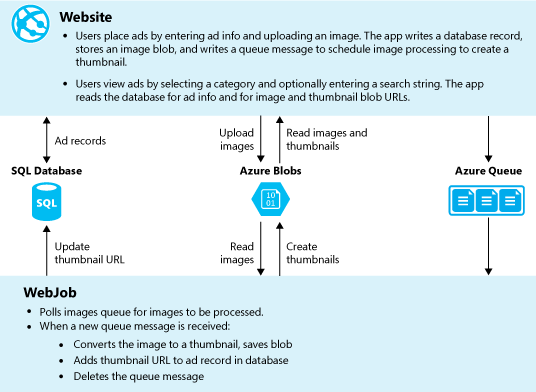 Website
• Users place ads by entering ad info and uploading an image. The app writes a database record,
stores an image blob, and writes a queue message to schedule image processing to create a
thumbnail.
• Users view ads by selecting a category and optionally entering a search string. The app
reads the database for ad info and for image and thumbnail blob URLs.
Ad records
Upload
images
Read images and
thumbnails
SQL Database
Azure Blobs
Azure Queue
SQL
10
01
Update
thumbnail URL
Read
images
Create
thumbnails
WebJob
• Polls images queue for images to be processed.
• When a new queue message is received:
• Converts the image to a thumbnail, saves blob
• Adds thumbnail URL to ad record in database
• Deletes the queue message